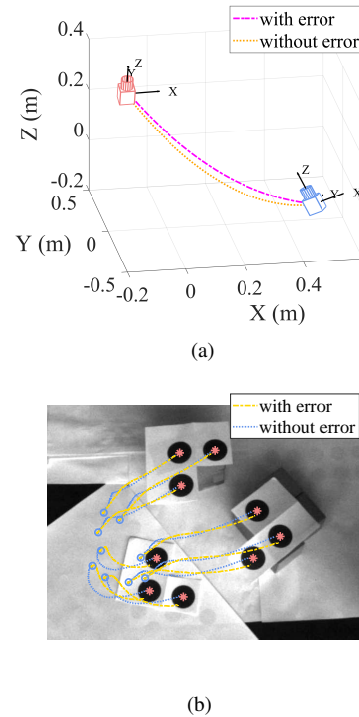 with error
without error
0.4
0.2
0
-0.2
Z (m)
Z
Y
X
Z
Y
X
0.5
0
-0.5
Y (m)
-0.2
0
0.2
0.4
X (m)
(a)
with error
without error
(b)